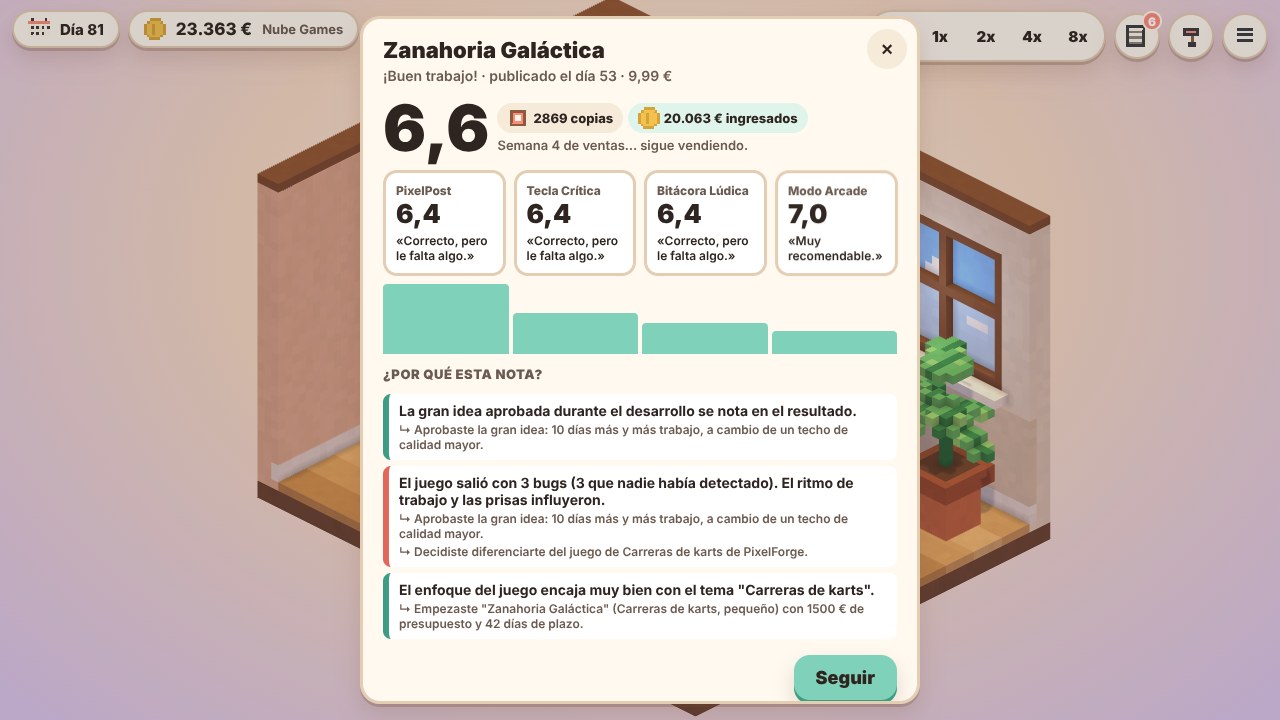 Día 81
23.363 € Nube Games
1x 2x 4x 8x
6
Zanahoria Galáctica
×
¡Buen trabajo! · publicado el día 53 · 9,99 €
6,6
2869 copias
20.063 € ingresados
Semana 4 de ventas... sigue vendiendo.
PixelPost
6,4
«Correcto, pero
le falta algo.»
Tecla Crítica
6,4
«Correcto, pero
le falta algo.»
Bitácora Lúdica
6,4
«Correcto, pero
le falta algo.»
Modo Arcade
7,0
«Muy
recomendable.»
¿POR QUÉ ESTA NOTA?
La gran idea aprobada durante el desarrollo se nota en el resultado.
↳ Aprobaste la gran idea: 10 días más y más trabajo, a cambio de un techo de
calidad mayor.
El juego salió con 3 bugs (3 que nadie había detectado). El ritmo de
trabajo y las prisas influyeron.
↳ Aprobaste la gran idea: 10 días más y más trabajo, a cambio de un techo de
calidad mayor.
↳ Decidiste diferenciarte del juego de Carreras de karts de PixelForge.
El enfoque del juego encaja muy bien con el tema "Carreras de karts".
↳ Empezaste "Zanahoria Galáctica" (Carreras de karts, pequeño) con 1500 € de
presupuesto y 42 días de plazo.
Seguir